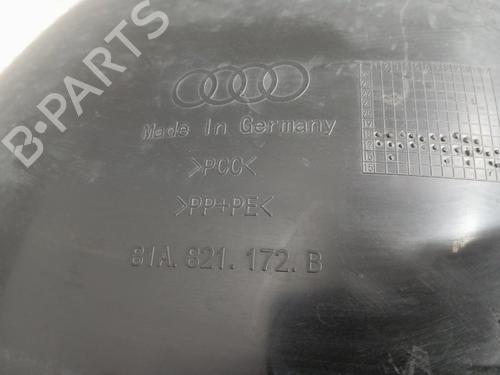 B-PARTS
Made In Germany
>PCC<
>PP+PE<
81A.821.172.B